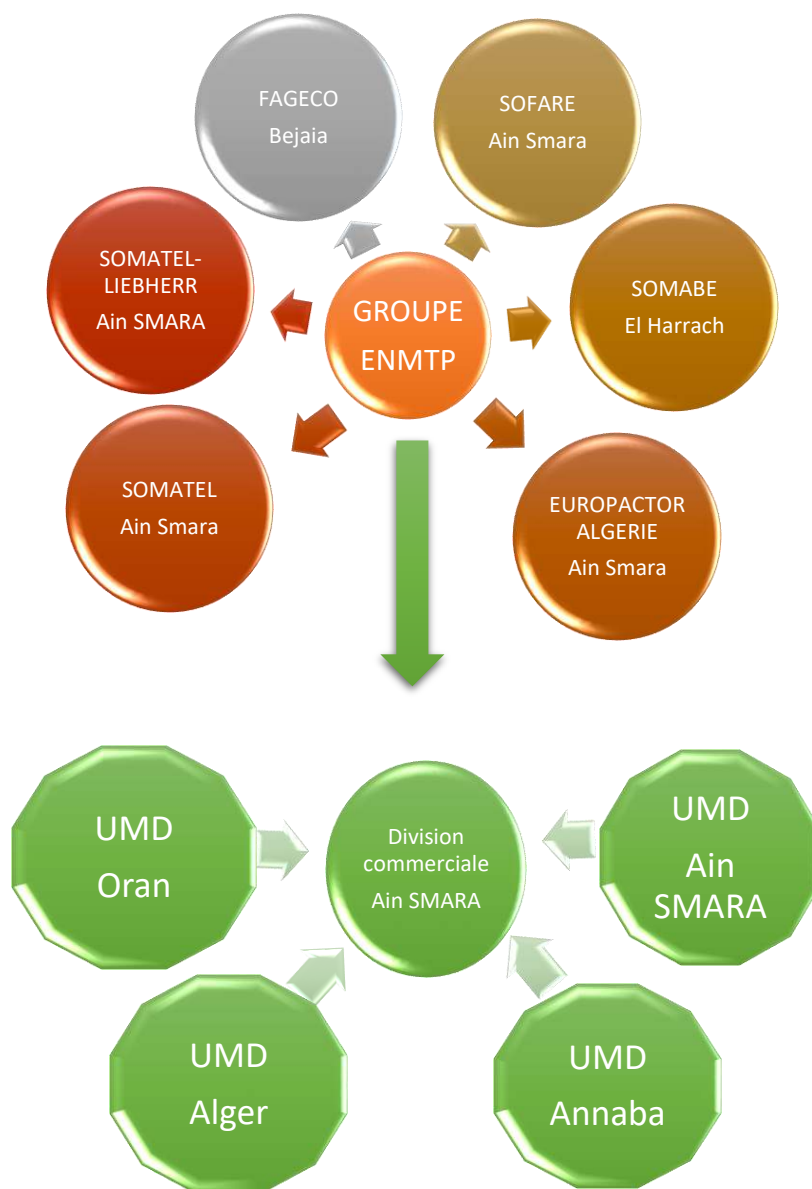 FAGECO
Bejaia
SOFARE
Ain Smara
SOMATEL-
LIEBHERR
Ain SMARA
GROUPE
ENMTP
SOMABE
El Harrach
SOMATEL
Ain Smara
EUROPACTOR
ALGERIE
Ain Smara
UMD
Oran
Division
commerciale
Ain SMARA
UMD
Ain
SMARA
UMD
Alger
UMD
Annaba